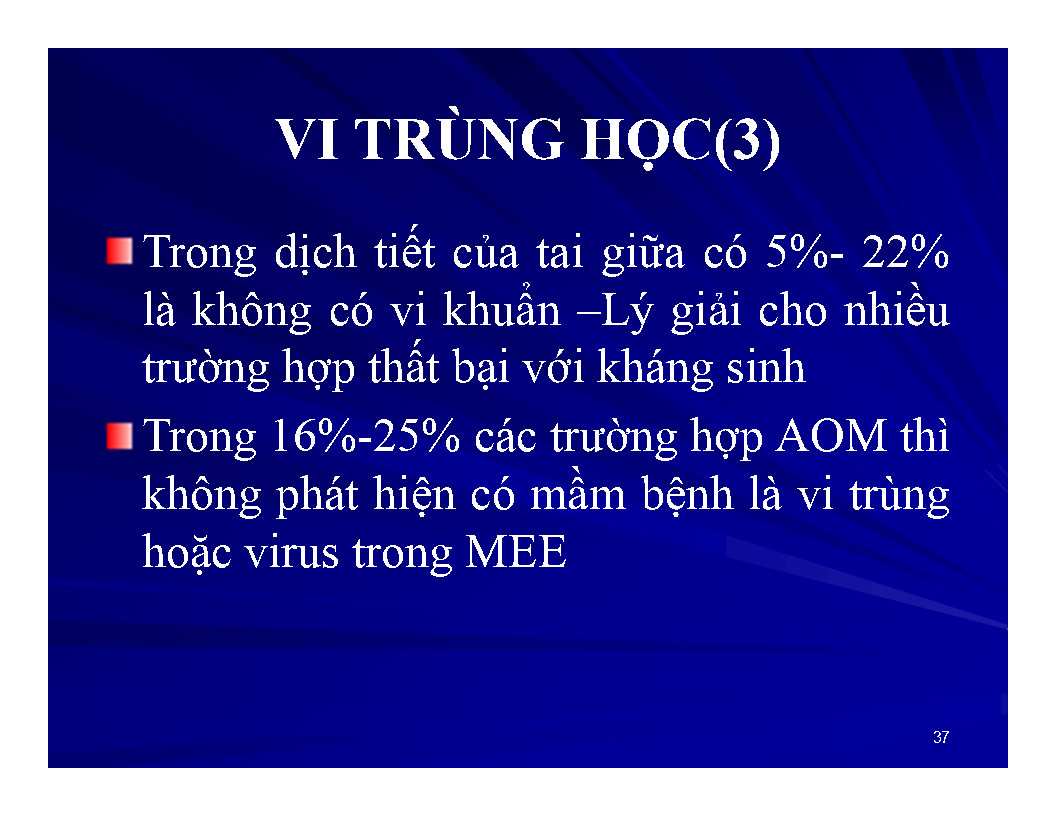 VI TRÙNG HỌC(3)
Trong dịch tiết của tai giữa có 5%- 22%
là không có vi khuẩn –Lý giải cho nhiều
trường hợp thất bại với kháng sinh
Trong 16%-25% các trường hợp AOM thì
không phát hiện có mầm bệnh là vi trùng
hoặc virus trong MEE
37